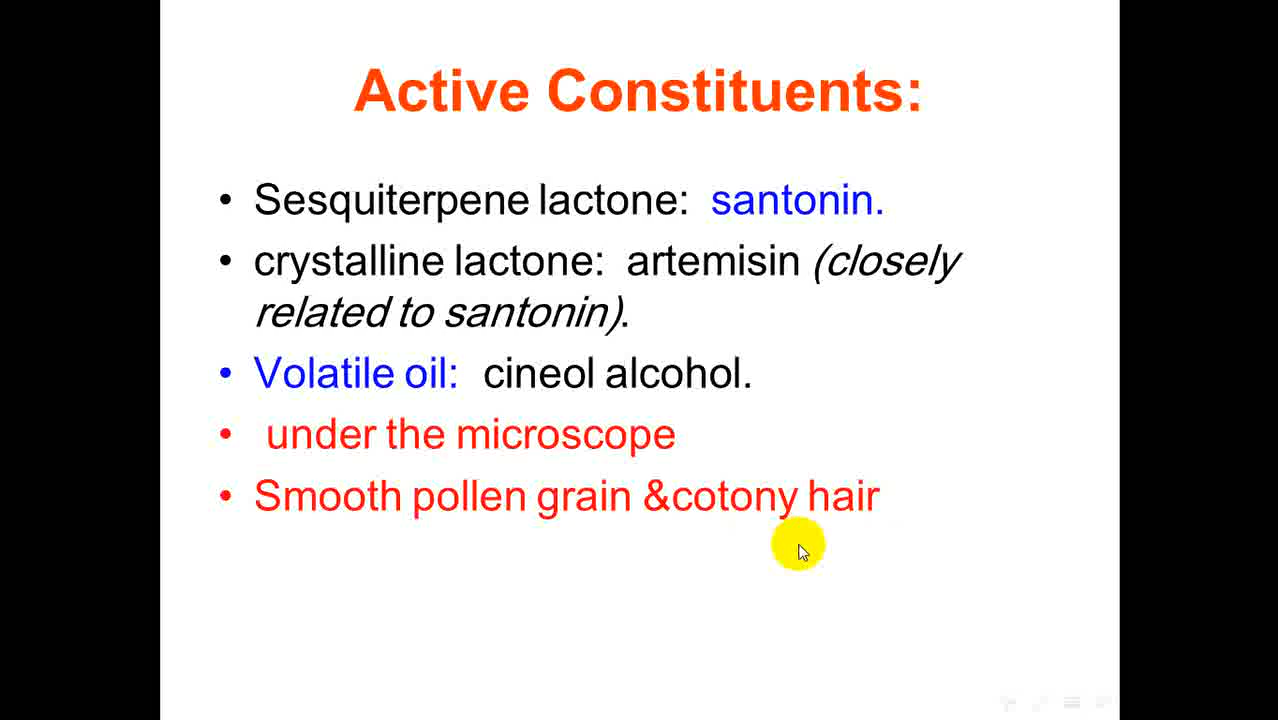 Active Constituents:
• Sesquiterpene lactone: santonin.
• crystalline lactone: artemisin (closely
related to santonin).
• Volatile oil: cineol alcohol.
• under the microscope
• Smooth pollen grain &cotony hair